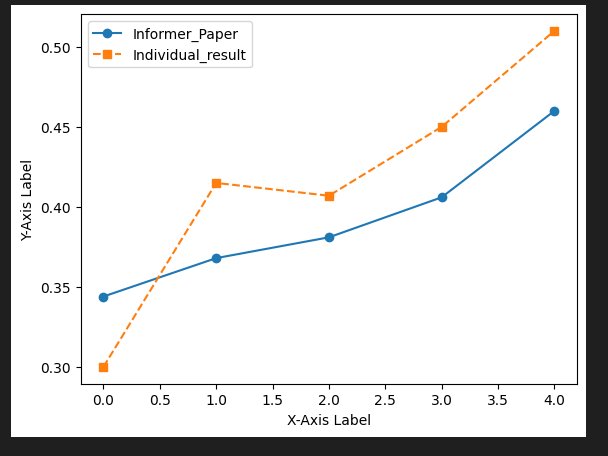 Informer_Paper
Individual_result
0.50
0.45
0.40
0.35
0.30
Y-Axis Label
0.0 0.5 1.0 1.5 2.0 2.5 3.0 3.5 4.0
X-Axis Label